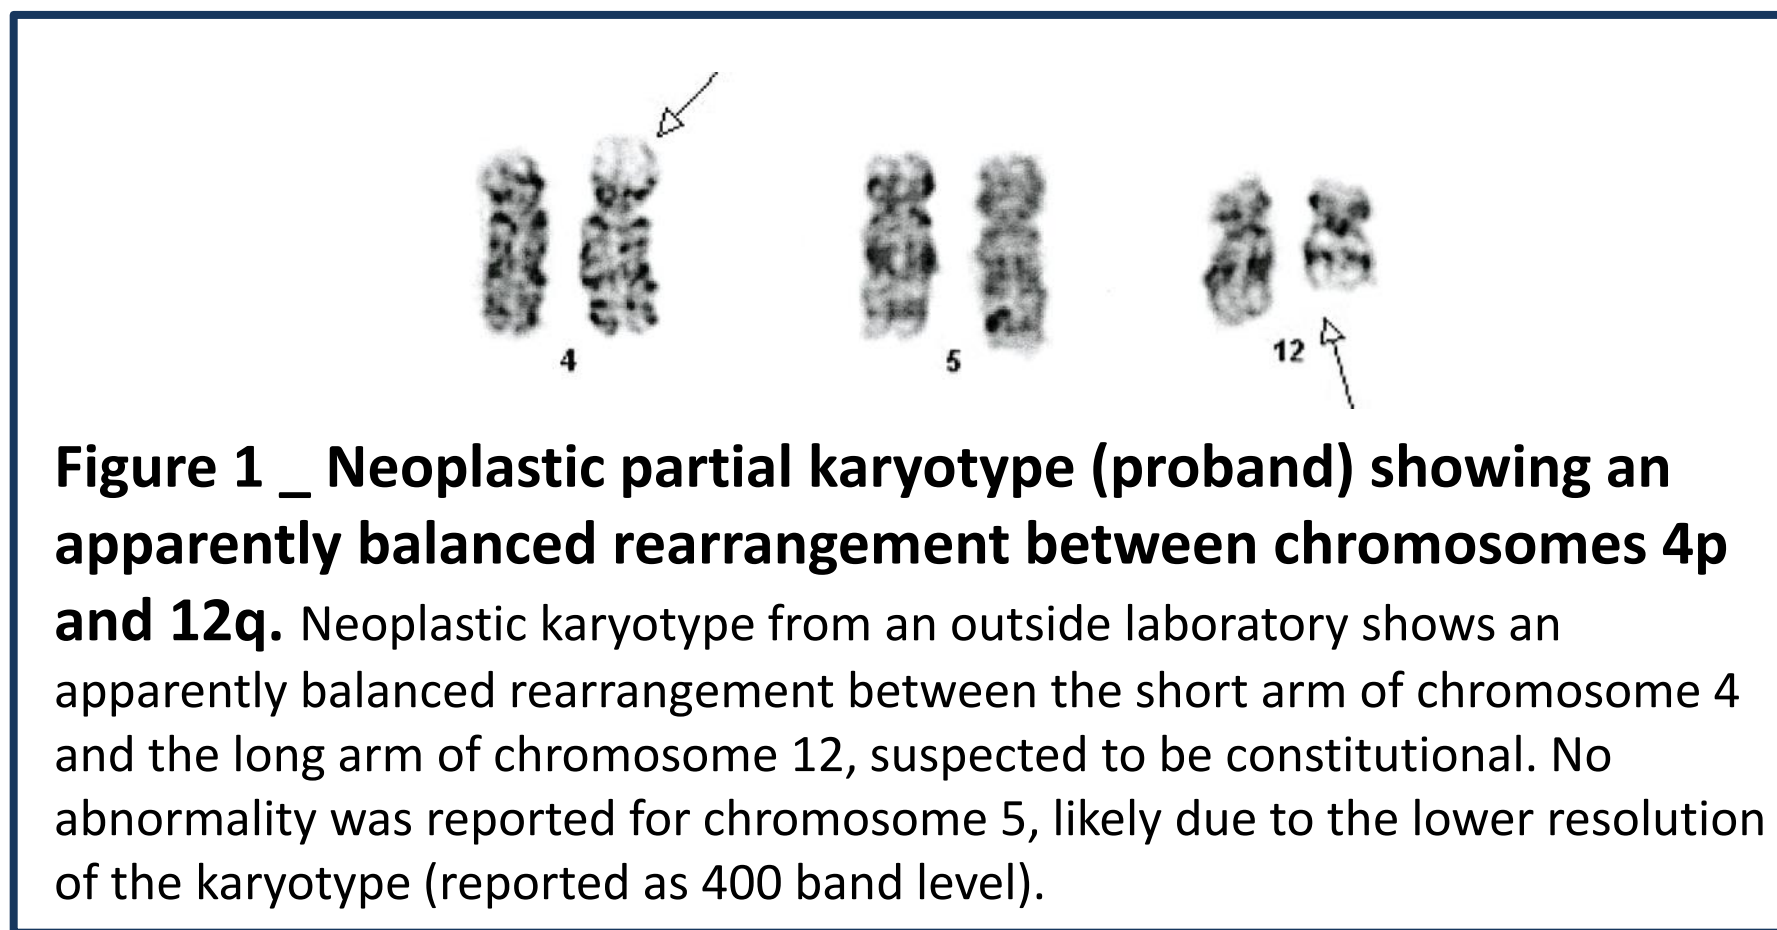 4 5 12
Figure 1 _ Neoplastic partial karyotype (proband) showing an
apparently balanced rearrangement between chromosomes 4p
and 12q. Neoplastic karyotype from an outside laboratory shows an
apparently balanced rearrangement between the short arm of chromosome 4
and the long arm of chromosome 12, suspected to be constitutional. No
abnormality was reported for chromosome 5, likely due to the lower resolution
of the karyotype (reported as 400 band level).